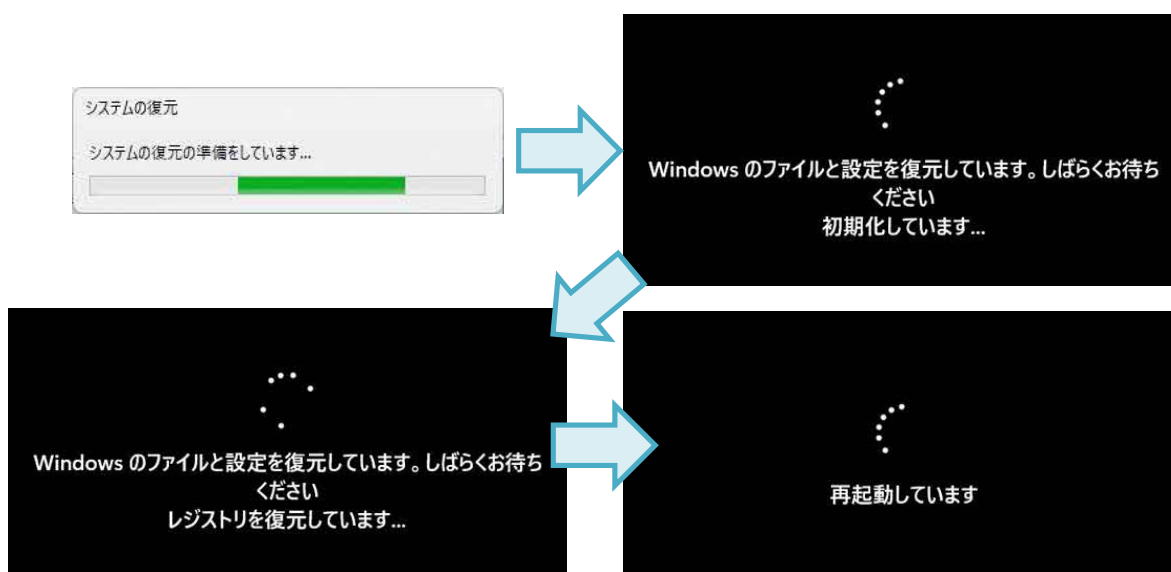 システムの復元
システムの復元の準備をしています...
Windows のファイルと設定を復元しています。しばらくお待ち
ください
初期化しています...
Windows のファイルと設定を復元しています。しばらくお待ち
ください
レジストリを復元しています...
再起動しています